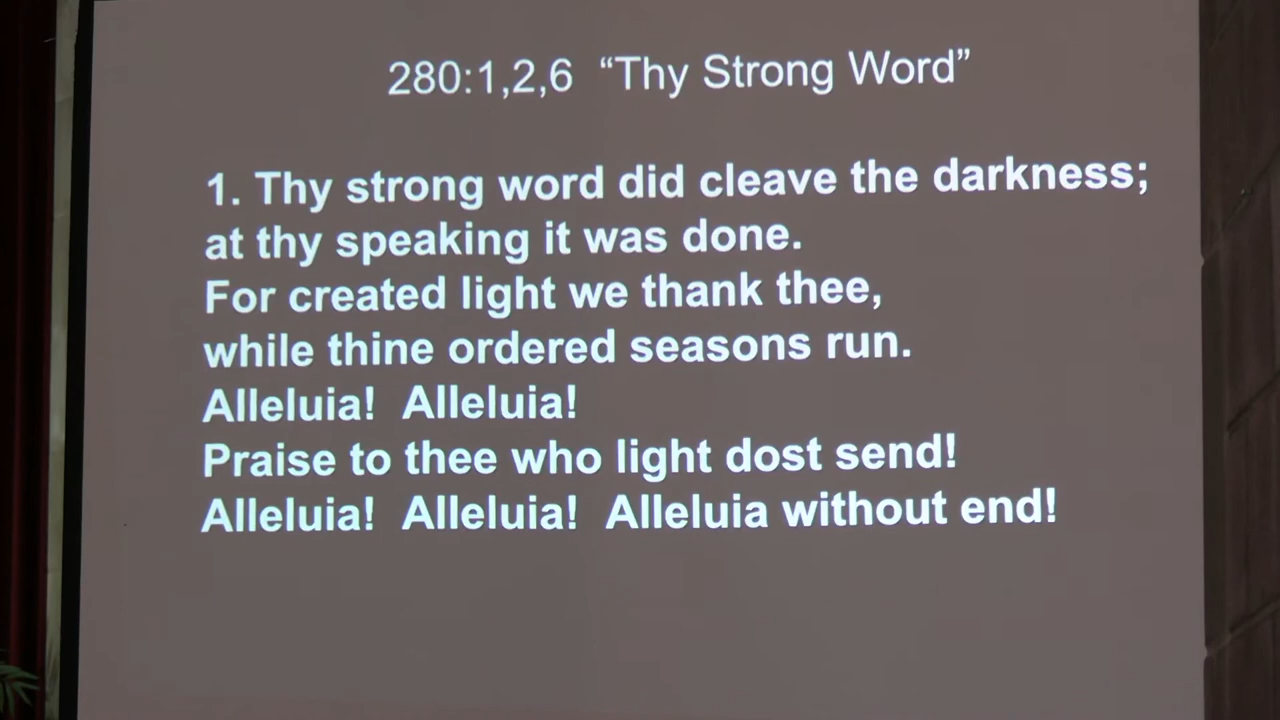 280:1,2,6 “Thy Strong Word”
1. Thy strong word did cleave the darkness;
at thy speaking it was done.
For created light we thank thee,
while thine ordered seasons run.
Alleluia! Alleluia!
Praise to thee who light dost send!
Alleluia! Alleluia! Alleluia without end!